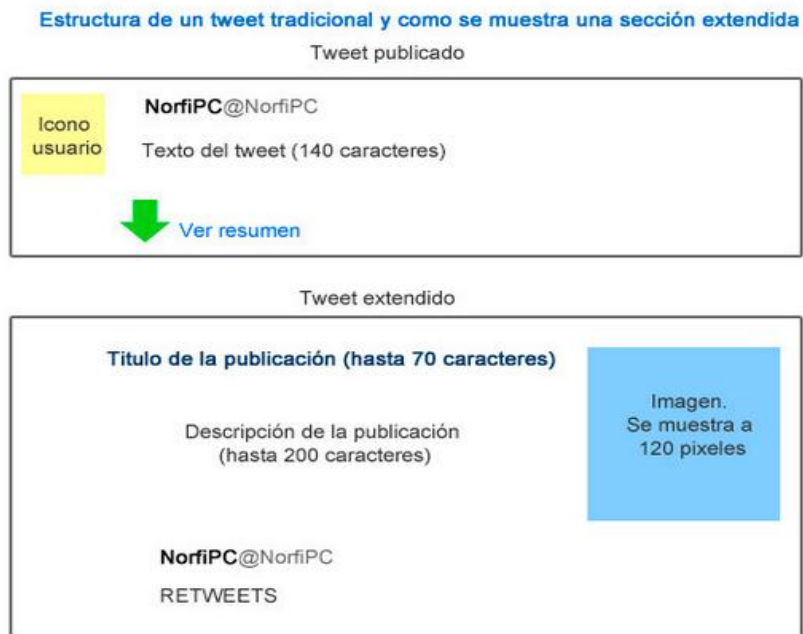 Estructura de un tweet tradicional y como se muestra una sección extendida
Tweet publicado
Icono
usuario
NorfiPC@NorfiPC
Texto del tweet (140 caracteres)
Ver resumen
Tweet extendido
Titulo de la publicación (hasta 70 caracteres)
Descripción de la publicación
(hasta 200 caracteres)
Imagen.
Se muestra a
120 pixeles
NorfiPC@NorfiPC
RETWEETS